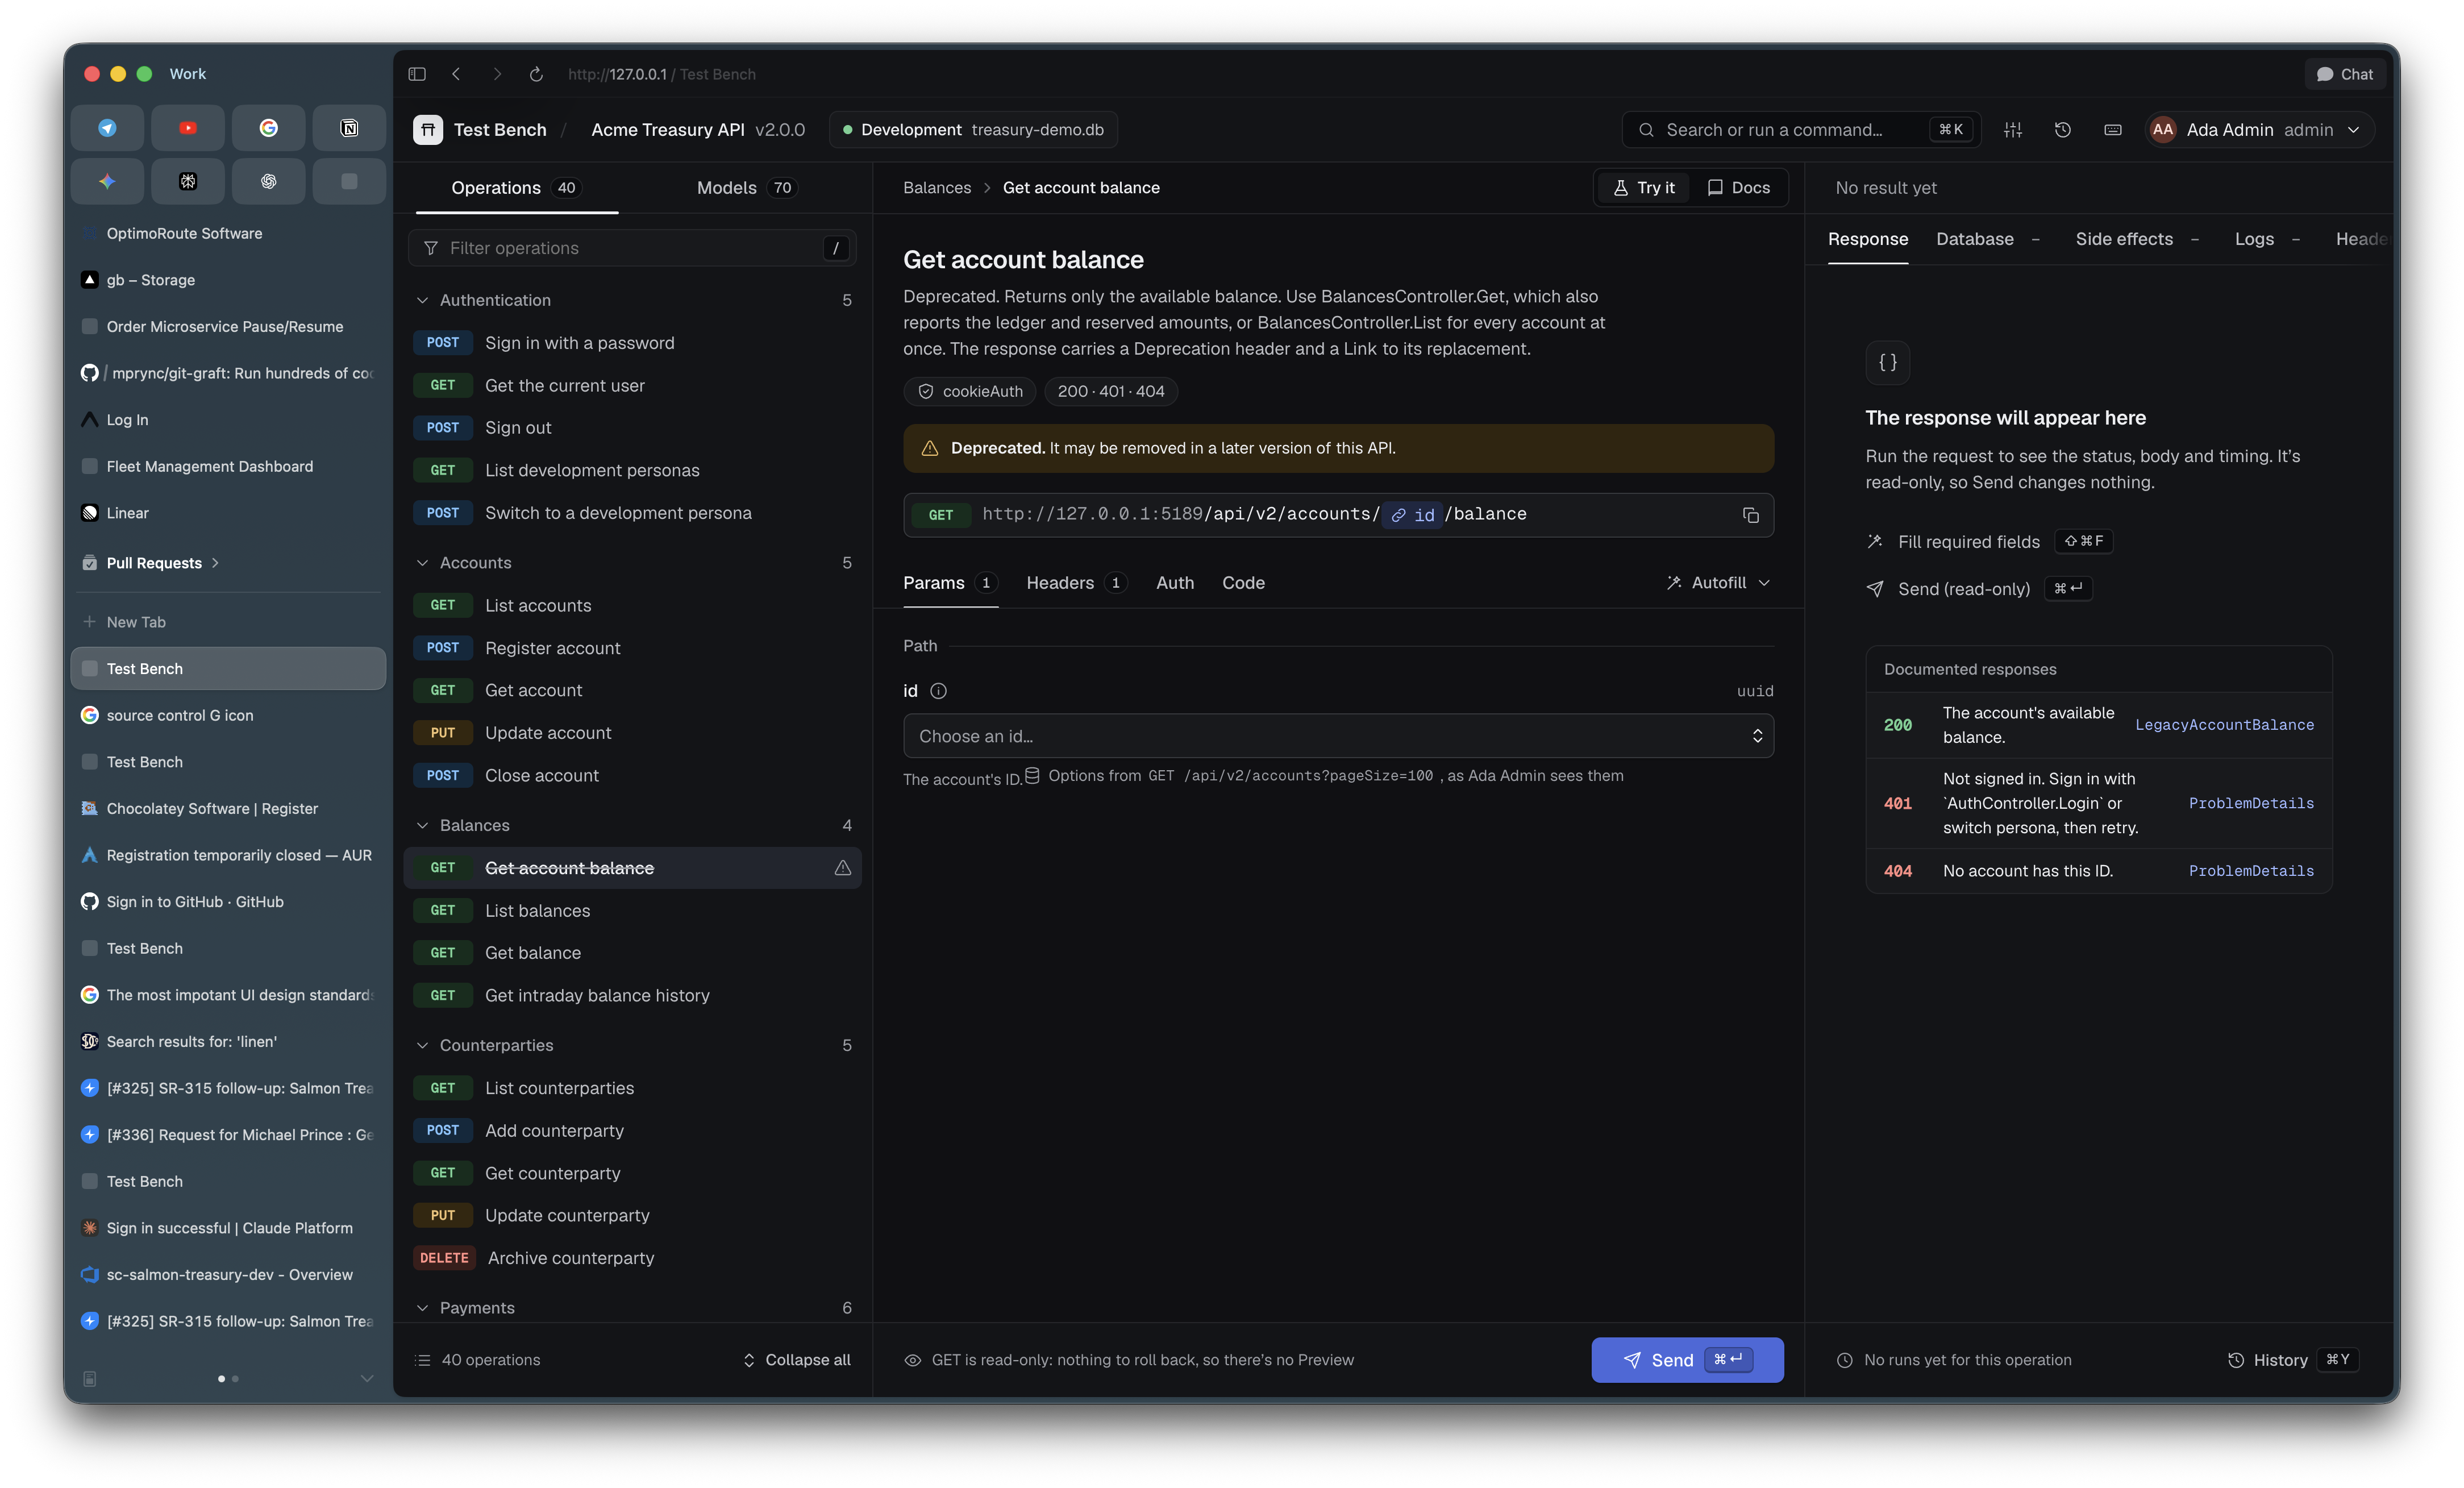 Work
http://127.0.0.1 / Test Bench
Chat
OptimoRoute Software
gb – Storage
Order Microservice Pause/Resume
/ mprync/git-graft: Run hundreds of co
Log In
Fleet Management Dashboard
Linear
Pull Requests
New Tab
Test Bench
source control G icon
Test Bench
Chocolatey Software | Register
Registration temporarily closed — AUR
Sign in to GitHub · GitHub
Test Bench
The most impotant UI design standards
Search results for: 'linen'
[#325] SR-315 follow-up: Salmon Trea
[#336] Request for Michael Prince : Ge
Test Bench
Sign in successful | Claude Platform
sc-salmon-treasury-dev - Overview
[#325] SR-315 follow-up: Salmon Trea
Test Bench / Acme Treasury API v2.0.0
Development treasury-demo.db
Search or run a command... ⌘K
AA Ada Admin admin
Operations 40 Models 70
Filter operations /
Authentication 5
POST Sign in with a password
GET Get the current user
POST Sign out
GET List development personas
POST Switch to a development persona
Accounts 5
GET List accounts
POST Register account
GET Get account
PUT Update account
POST Close account
Balances 4
GET Get account balance
GET List balances
GET Get balance
GET Get intraday balance history
Counterparties 5
GET List counterparties
POST Add counterparty
GET Get counterparty
PUT Update counterparty
DELETE Archive counterparty
Payments 6
40 operations Collapse all
Balances > Get account balance
Try it Docs
Get account balance
Deprecated. Returns only the available balance. Use BalancesController.Get, which also
reports the ledger and reserved amounts, or BalancesController.List for every account at
once. The response carries a Deprecation header and a Link to its replacement.
cookieAuth 200 · 401 · 404
Deprecated. It may be removed in a later version of this API.
GET http://127.0.0.1:5189/api/v2/accounts/ id /balance
Params 1 Headers 1 Auth Code Autofill
Path
id uuid
Choose an id...
The account's ID. Options from GET /api/v2/accounts?pageSize=100 , as Ada Admin sees them
GET is read-only: nothing to roll back, so there's no Preview
Send ⌘↵
No result yet
Response Database – Side effects – Logs – Heade
{ }
The response will appear here
Run the request to see the status, body and timing. It's
read-only, so Send changes nothing.
Fill required fields ⇧⌘F
Send (read-only) ⌘↵
Documented responses
200 The account's available
balance. LegacyAccountBalance
401 Not signed in. Sign in with
`AuthController.Login` or ProblemDetails
switch persona, then retry.
404 No account has this ID. ProblemDetails
No runs yet for this operation
History ⌘Y